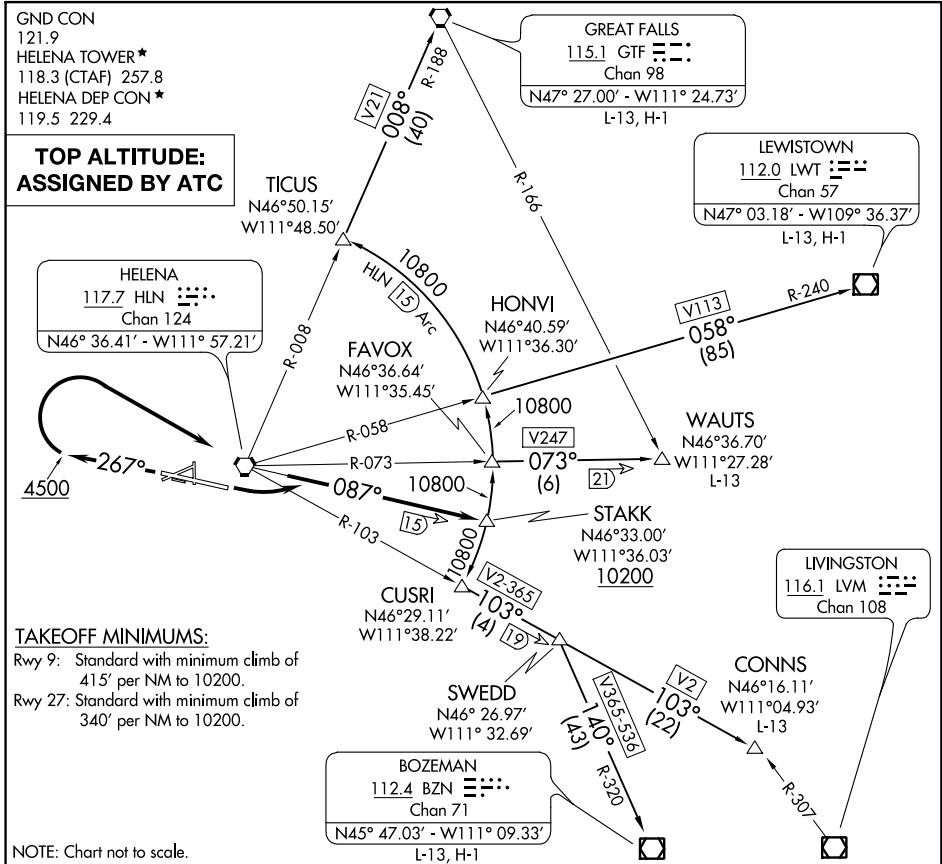 GND CON
121.9
HELENA TOWER★
118.3 (CTAF) 257.8
HELENA DEP CON★
119.5 229.4
TOP ALTITUDE:
ASSIGNED BY ATC
GREAT FALLS
115.1 GTF
Chan 98
N47° 27.00′ - W111° 24.73′
L-13, H-1
R-188
V21
008°
(40)
LEWISTOWN
112.0 LWT
Chan 57
N47° 03.18′ - W109° 36.37′
L-13, H-1
TICUS
N46°50.15′
W111°48.50′
R-166
HELENA
117.7 HLN
Chan 124
N46° 36.41′ - W111° 57.21′
10800
HLN 15 Arc
HONVI
N46°40.59′
W111°36.30′
R-240
V113
058°
(85)
R-008
FAVOX
N46°36.64′
W111°35.45′
10800
R-058
WAUTS
N46°36.70′
W111°27.28′
L-13
R-073
V247
073°
(6)
21
267°
4500
087°
10800
15
STAKK
N46°33.00′
W111°36.03′
10200
R-103
10800
CUSRI
N46°29.11′
W111°38.22′
V2-365
103°
(4)
19
LIVINGSTON
116.1 LVM
Chan 108
TAKEOFF MINIMUMS:
Rwy 9: Standard with minimum climb of
415′ per NM to 10200.
Rwy 27: Standard with minimum climb of
340′ per NM to 10200.
SWEDD
N46° 26.97′
W111° 32.69′
V2
103°
(22)
CONNS
N46°16.11′
W111°04.93′
L-13
V365-536
140°
(43)
R-320
R-307
BOZEMAN
112.4 BZN
Chan 71
N45° 47.03′ - W111° 09.33′
L-13, H-1
NOTE: Chart not to scale.